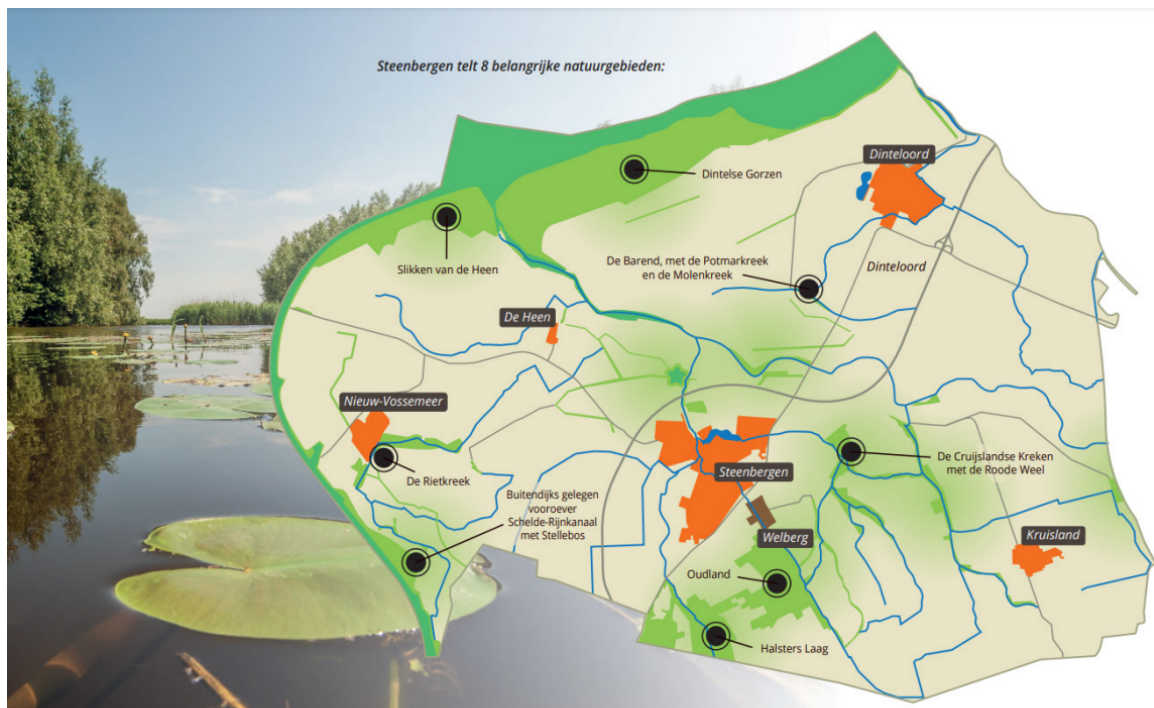 Steenbergen telt 8 belangrijke natuurgebieden:
Dinteloord
Dintelse Gorzen
Slikken van de Heen
De Barend, met de Potmarkreek
en de Molenkreek
Dinteloord
De Heen
Nieuw-Vossemeer
De Rietkreek
De Cruijslandse Kreken
met de Roode Weel
Steenbergen
Buitendijks gelegen
vooroever
Schelde-Rijnkanaal
met Stellebos
Welberg
Kruisland
Oudland
Halsters Laag